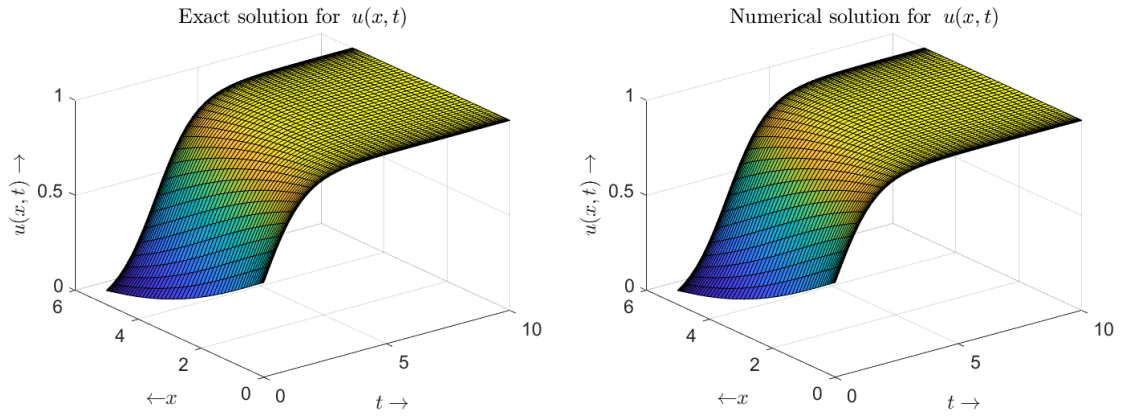 Exact solution for u(x, t)
1
0.5
0
u(x, t) →
6
4
2
0
←x
0
5
10
t →
Numerical solution for u(x, t)
1
0.5
0
u(x, t) →
6
4
2
0
←x
0
5
10
t →